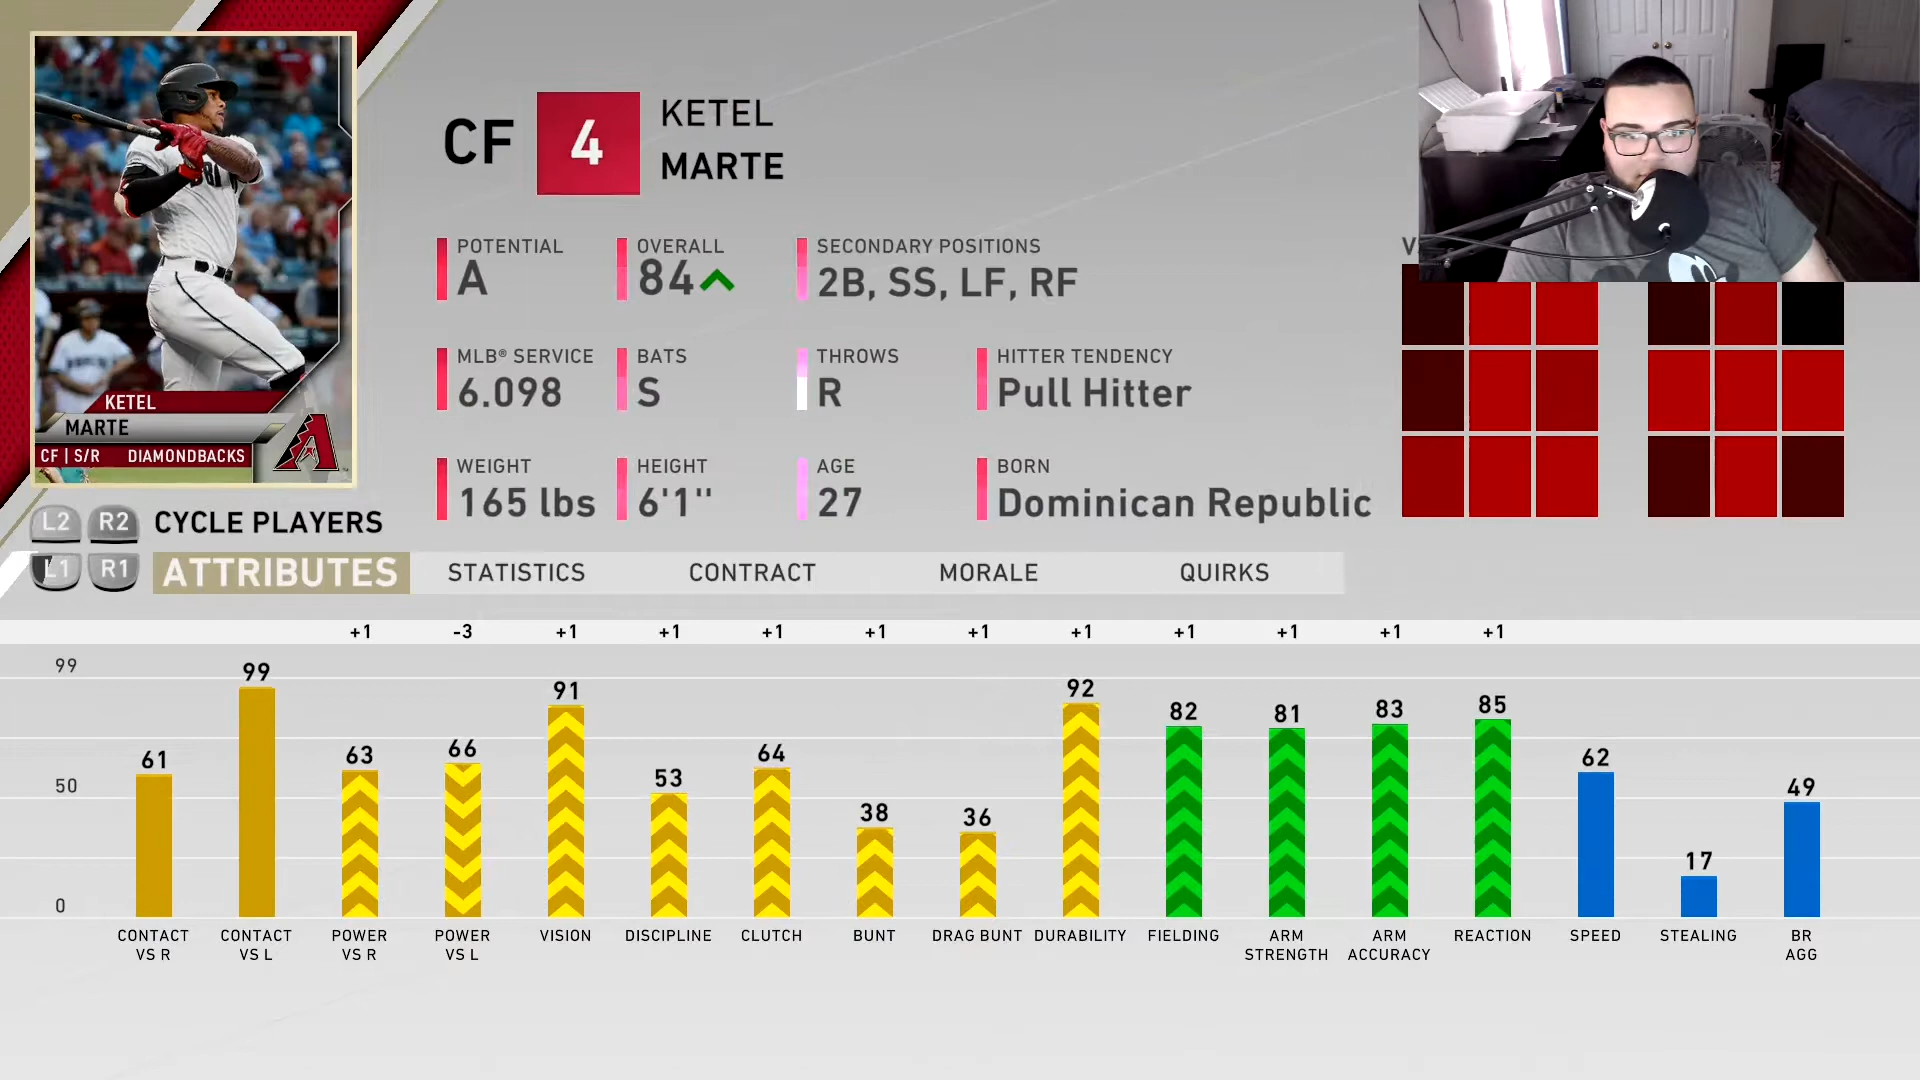 CF 4 KETEL
MARTE
POTENTIAL
A
OVERALL
84
SECONDARY POSITIONS
2B, SS, LF, RF
MLB® SERVICE
6.098
BATS
S
THROWS
R
HITTER TENDENCY
Pull Hitter
WEIGHT
165 lbs
HEIGHT
6'1"
AGE
27
BORN
Dominican Republic
KETEL
MARTE
CF | S/R DIAMONDBACKS
L2 R2 CYCLE PLAYERS
L1 R1 ATTRIBUTES STATISTICS CONTRACT MORALE QUIRKS
+1 -3 +1 +1 +1 +1 +1 +1 +1 +1 +1 +1
99
50
0
61 99 63 66 91 53 64 38 36 92 82 81 83 85 62 17 49
CONTACT VS R
CONTACT VS L
POWER VS R
POWER VS L
VISION
DISCIPLINE
CLUTCH
BUNT
DRAG BUNT
DURABILITY
FIELDING
ARM STRENGTH
ARM ACCURACY
REACTION
SPEED
STEALING
BR AGG